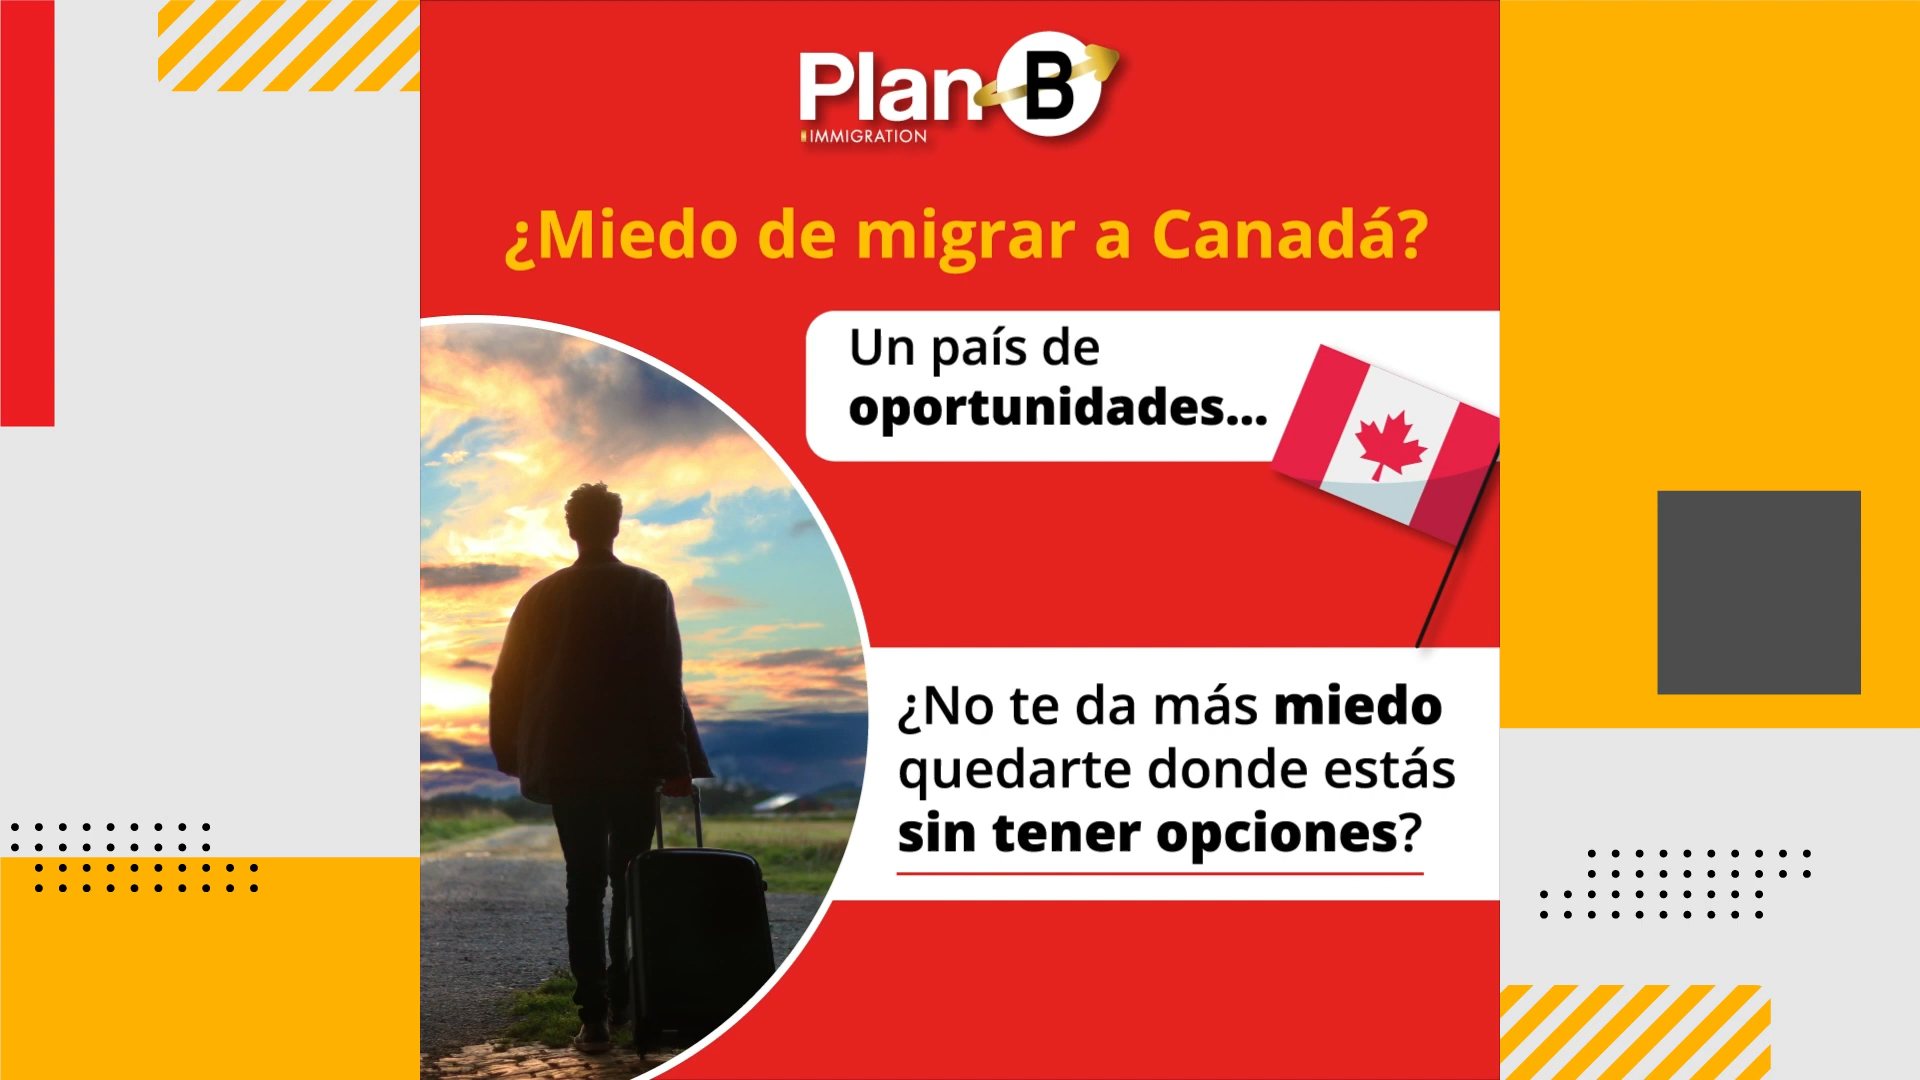 Plan B
IMMIGRATION
¿Miedo de migrar a Canadá?
Un país de
oportunidades...
¿No te da más miedo
quedarte donde estás
sin tener opciones?